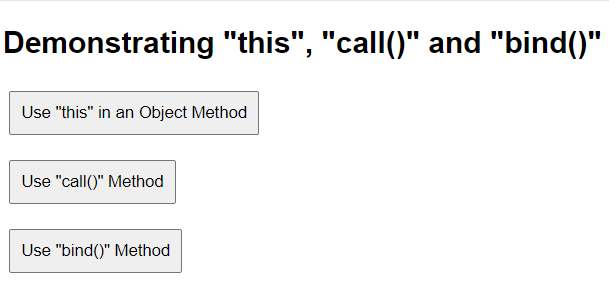 Demonstrating "this", "call()" and "bind()"
Use "this" in an Object Method
Use "call()" Method
Use "bind()" Method